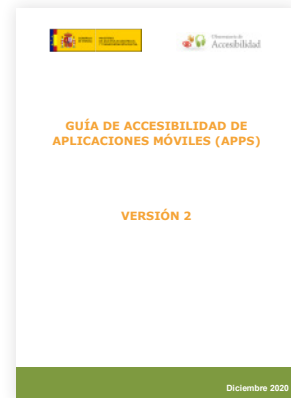 Observatorio de
Accesibilidad
GUÍA DE ACCESIBILIDAD DE
APLICACIONES MÓVILES (APPS)
VERSIÓN 2
Diciembre 2020